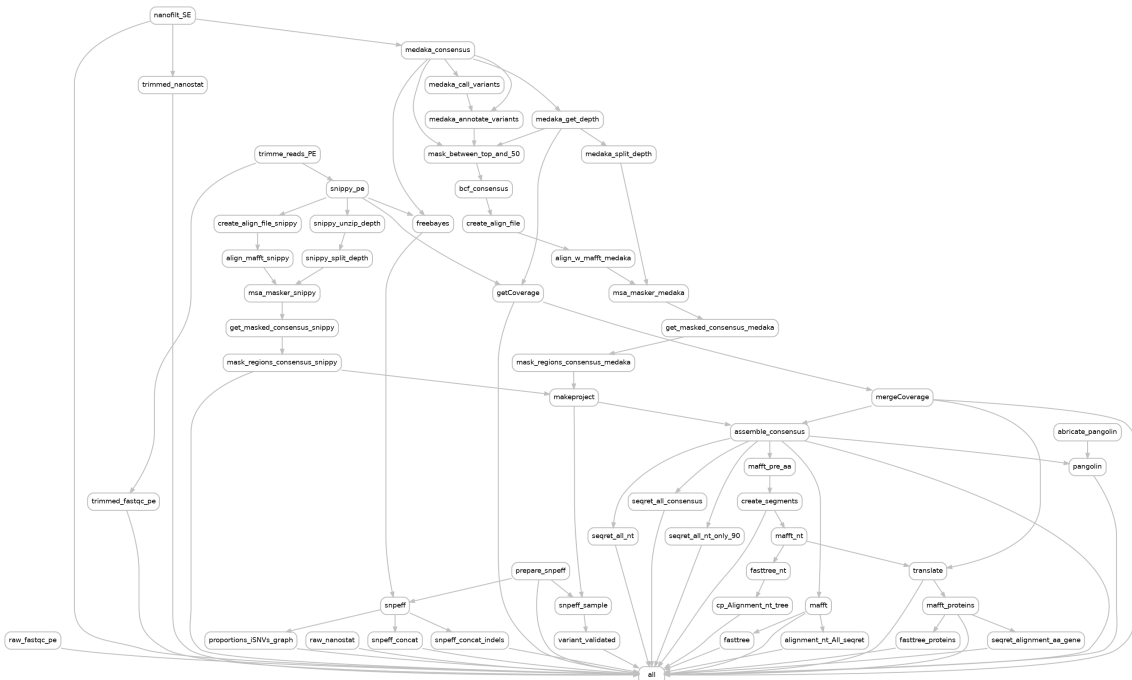 nanofilt_SE
medaka_consensus
trimmed_nanostat
medaka_call_variants
medaka_annotate_variants
medaka_get_depth
trimme_reads_PE
mask_between_top_and_50
medaka_split_depth
snippy_pe
bcf_consensus
create_align_file_snippy
snippy_unzip_depth
freebayes
create_align_file
align_mafft_snippy
snippy_split_depth
align_w_mafft_medaka
msa_masker_snippy
getCoverage
msa_masker_medaka
get_masked_consensus_snippy
get_masked_consensus_medaka
mask_regions_consensus_snippy
mask_regions_consensus_medaka
makeproject
mergeCoverage
assemble_consensus
abricate_pangolin
mafft_pre_aa
pangolin
trimmed_fastqc_pe
seqret_all_consensus
create_segments
seqret_all_nt
seqret_all_nt_only_90
mafft_nt
prepare_snpeff
fasttree_nt
translate
snpeff
snpeff_sample
cp_Alignment_nt_tree
mafft
mafft_proteins
raw_fastqc_pe
proportions_iSNVs_graph
raw_nanostat
snpeff_concat
snpeff_concat_indels
variant_validated
fasttree
alignment_nt_All_seqret
fasttree_proteins
seqret_alignment_aa_gene
all